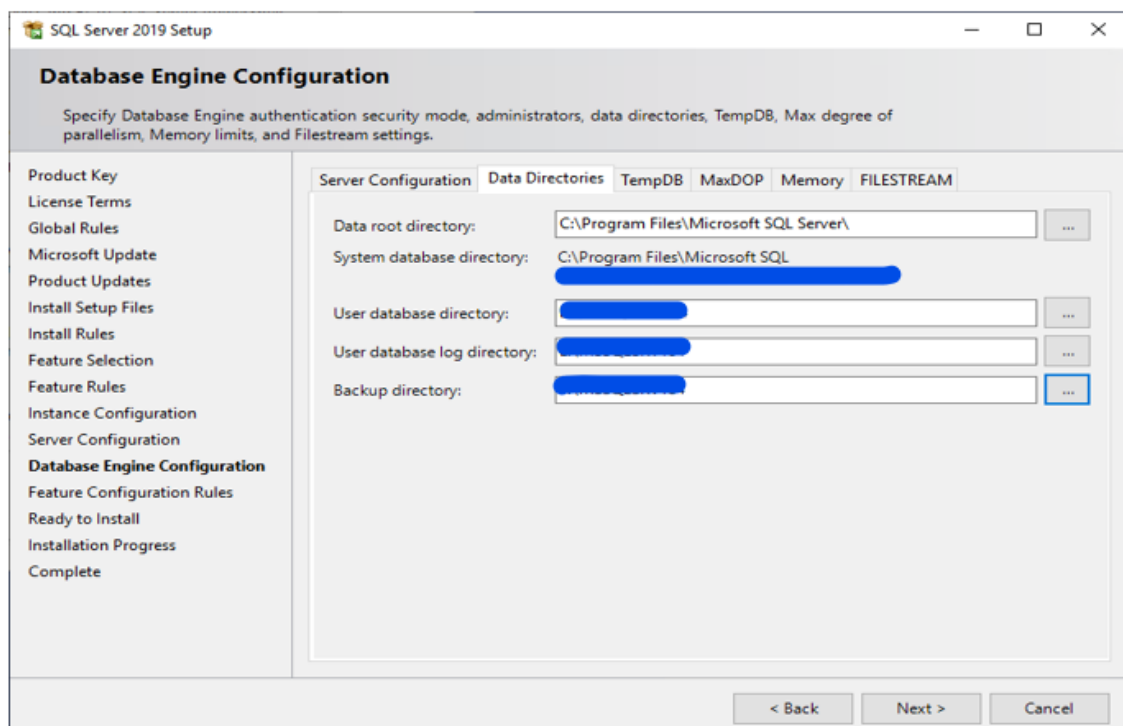 SQL Server 2019 Setup
Database Engine Configuration
Specify Database Engine authentication security mode, administrators, data directories, TempDB, Max degree of
parallelism, Memory limits, and Filestream settings.
Product Key
License Terms
Global Rules
Microsoft Update
Product Updates
Install Setup Files
Install Rules
Feature Selection
Feature Rules
Instance Configuration
Server Configuration
Database Engine Configuration
Feature Configuration Rules
Ready to Install
Installation Progress
Complete
Server Configuration Data Directories TempDB MaxDOP Memory FILESTREAM
Data root directory: C:\Program Files\Microsoft SQL Server\ ...
System database directory: C:\Program Files\Microsoft SQL
User database directory: ...
User database log directory: ...
Backup directory: ...
< Back Next > Cancel